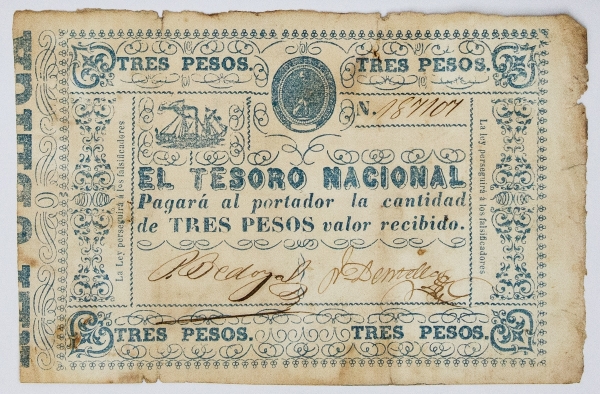 TRES PESOS. TRES PESOS.
N. 187107
EL TESORO NACIONAL
Pagará al portador la cantidad
de TRES PESOS valor recibido.
TRES PESOS. TRES PESOS.
La Ley perseguirá á los falsificadores
La ley perseguirá á los falsificadores